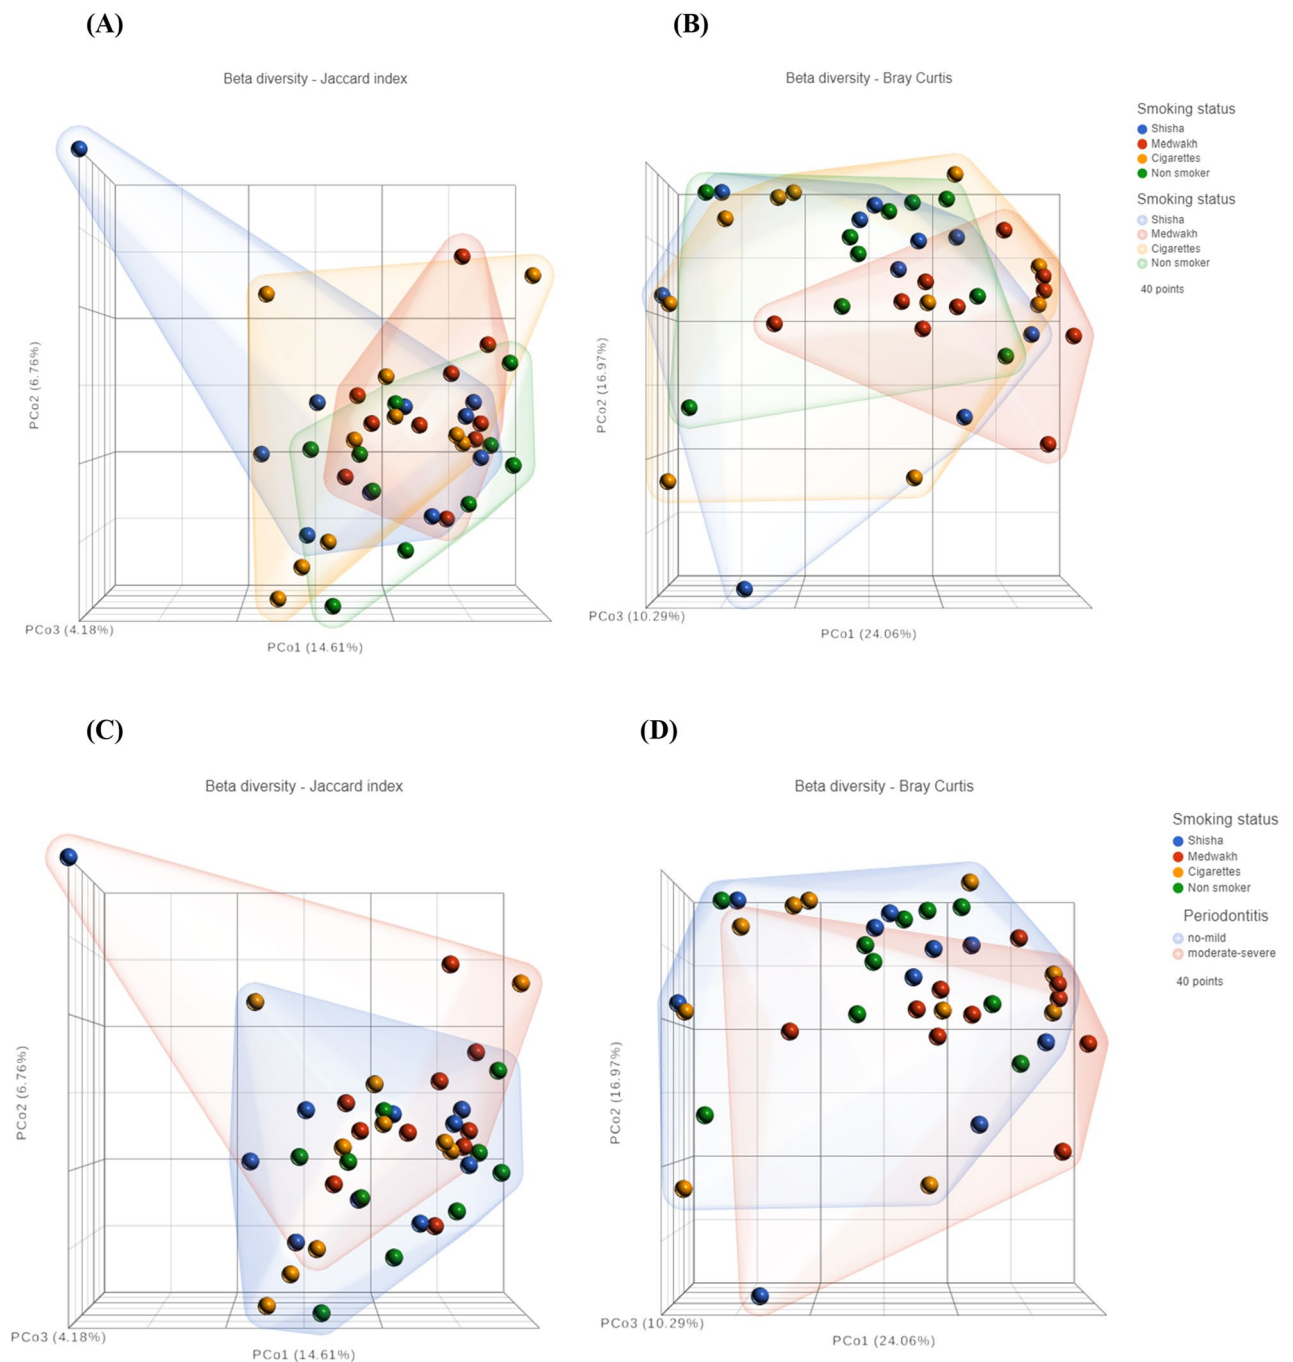 (A)
(B)
Beta diversity - Jaccard index
Beta diversity - Bray Curtis
Smoking status
Shisha
Medwakh
Cigarettes
Non smoker
Smoking status
Shisha
Medwakh
Cigarettes
Non smoker
40 points
PCo2 (6.76%)
PCo2 (16.97%)
PCo3 (4.18%)
PCo1 (14.61%)
PCo3 (10.29%)
PCo1 (24.06%)
(C)
(D)
Beta diversity - Jaccard index
Beta diversity - Bray Curtis
Smoking status
Shisha
Medwakh
Cigarettes
Non smoker
Periodontitis
no-mild
moderate-severe
40 points
PCo2 (6.76%)
PCo2 (16.97%)
PCo3 (4.18%)
PCo1 (14.61%)
PCo3 (10.29%)
PCo1 (24.06%)